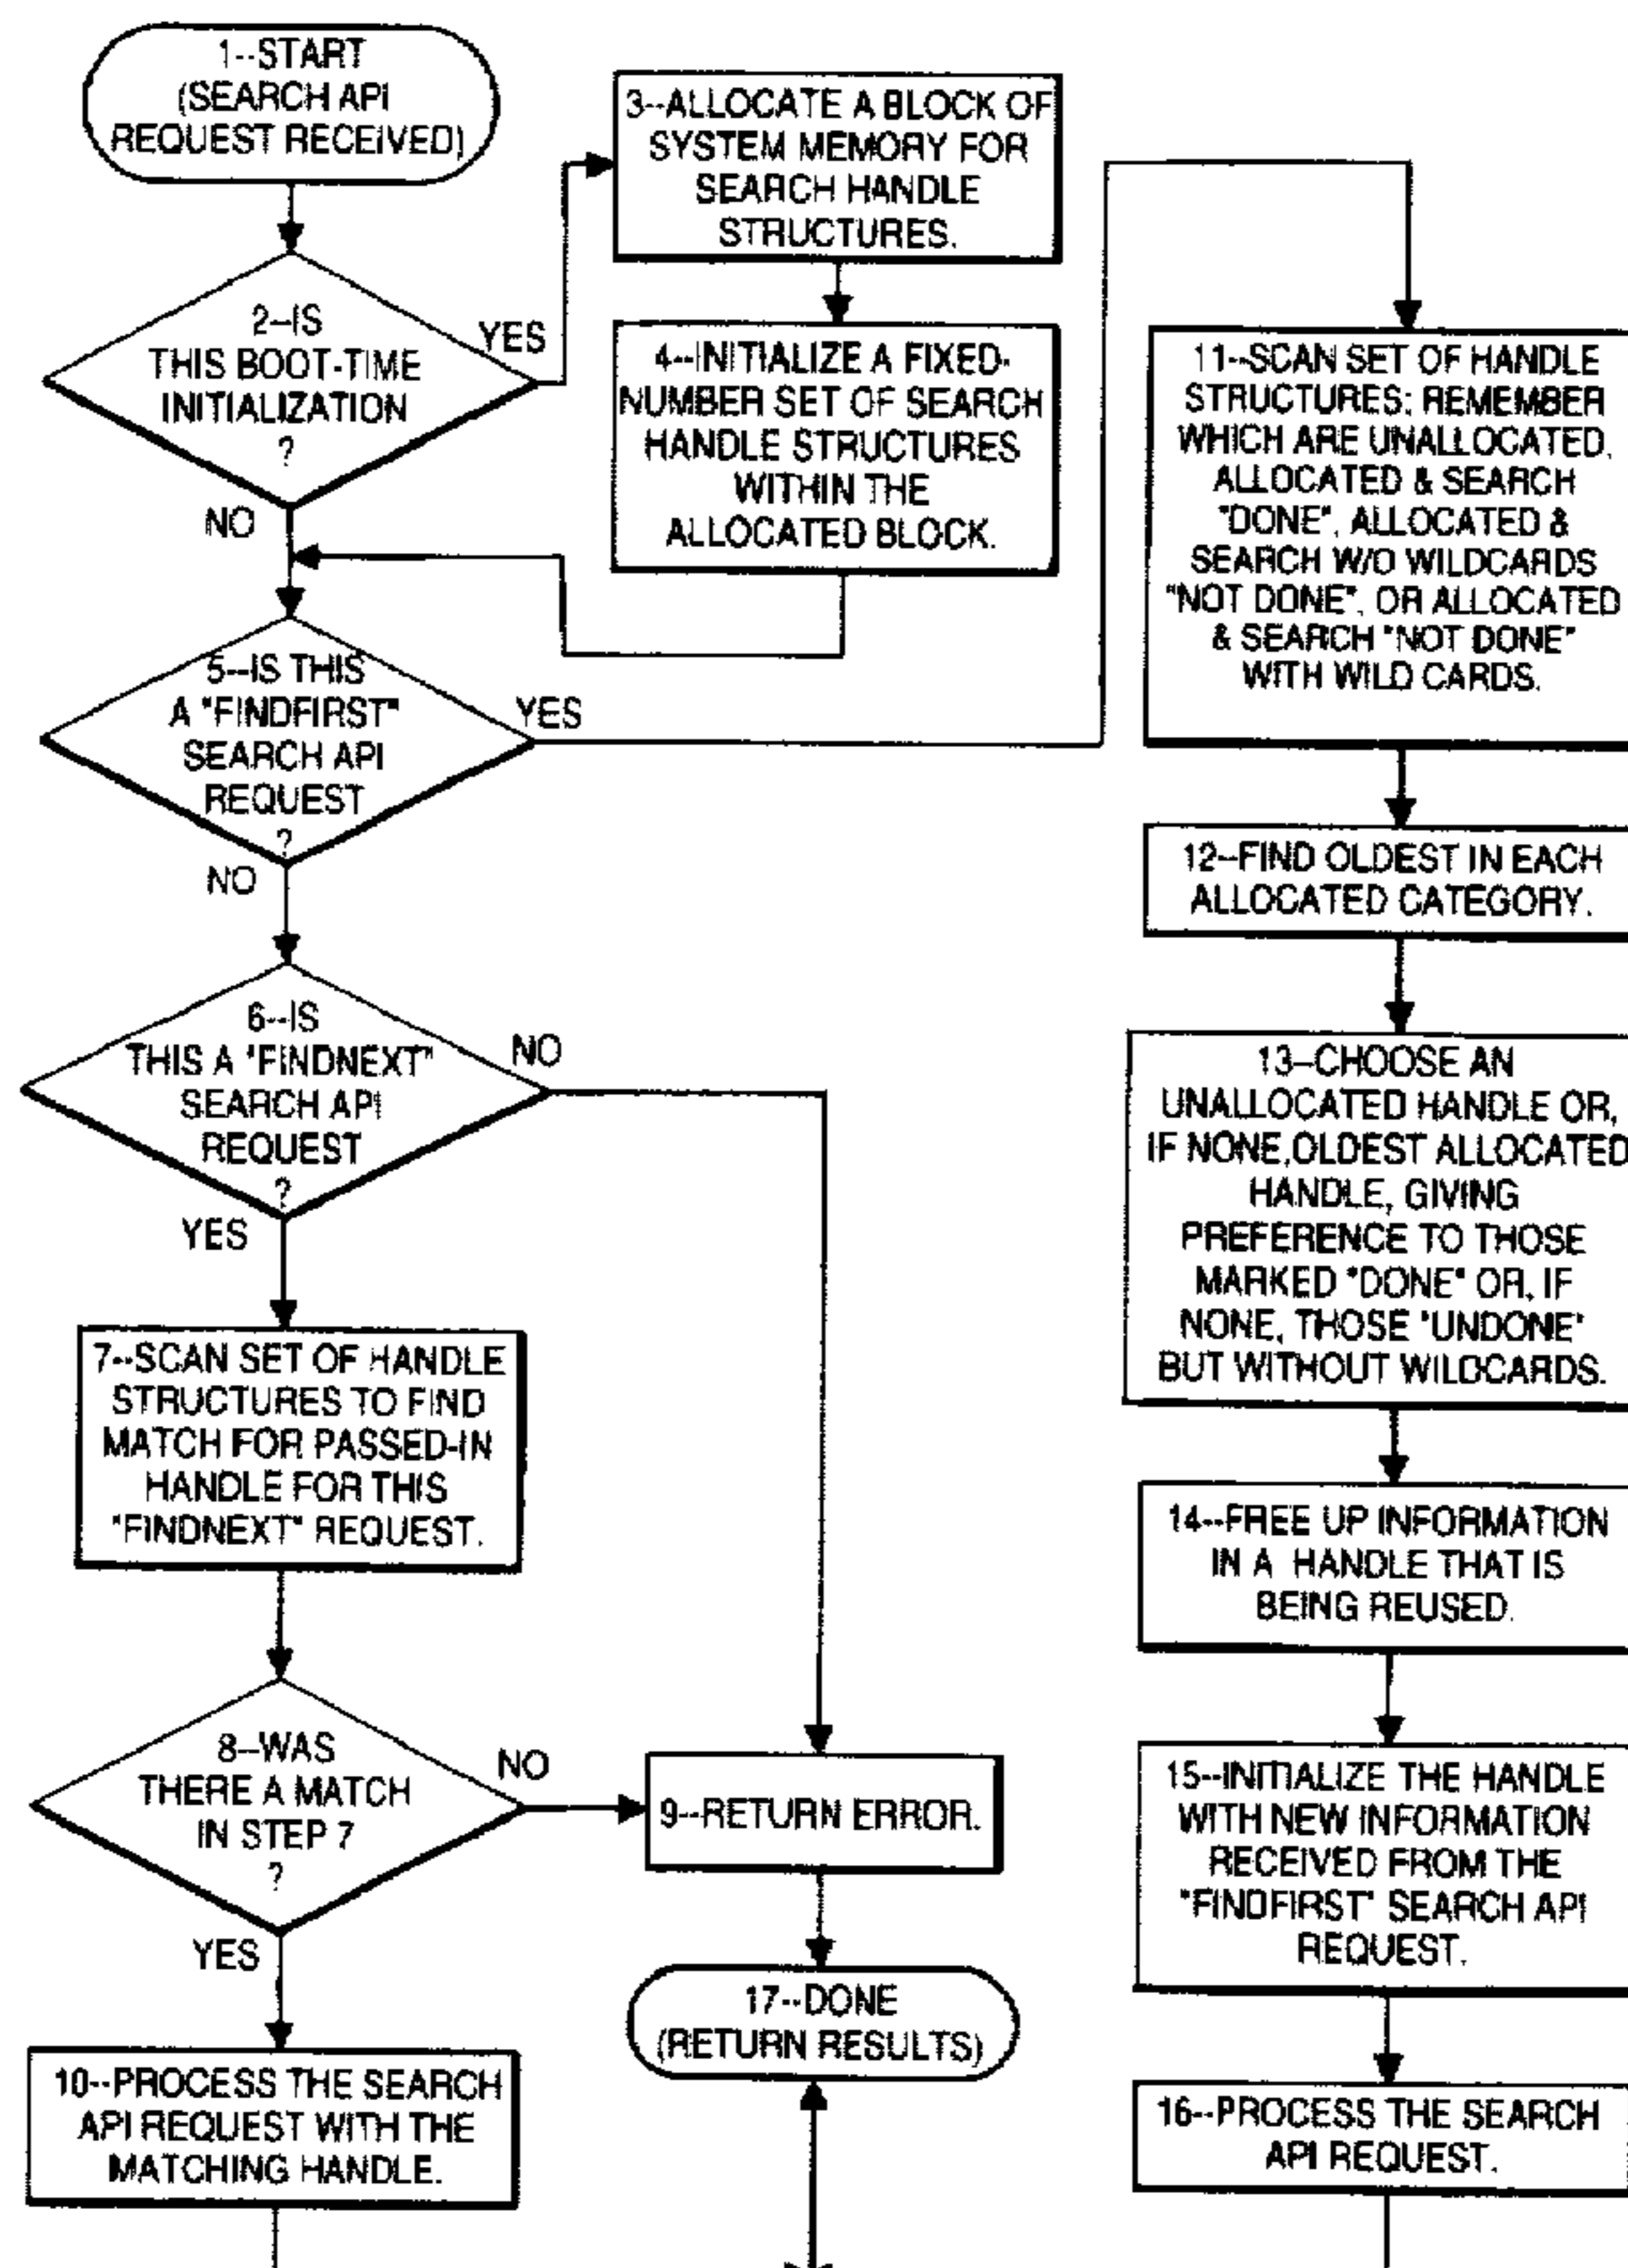 1--START
(SEARCH API
REQUEST RECEIVED)
2--IS
THIS BOOT-TIME
INITIALIZATION
?
YES
NO
3--ALLOCATE A BLOCK OF
SYSTEM MEMORY FOR
SEARCH HANDLE
STRUCTURES.
4--INITIALIZE A FIXED-
NUMBER SET OF SEARCH
HANDLE STRUCTURES
WITHIN THE
ALLOCATED BLOCK.
5--IS THIS
A "FINDFIRST"
SEARCH API
REQUEST
?
YES
NO
6--IS
THIS A "FINDNEXT"
SEARCH API
REQUEST
?
NO
YES
7--SCAN SET OF HANDLE
STRUCTURES TO FIND
MATCH FOR PASSED-IN
HANDLE FOR THIS
"FINDNEXT" REQUEST.
8--WAS
THERE A MATCH
IN STEP 7
?
NO
YES
9--RETURN ERROR.
10--PROCESS THE SEARCH
API REQUEST WITH THE
MATCHING HANDLE.
17--DONE
(RETURN RESULTS)
11--SCAN SET OF HANDLE
STRUCTURES; REMEMBER
WHICH ARE UNALLOCATED,
ALLOCATED & SEARCH
"DONE", ALLOCATED &
SEARCH W/O WILDCARDS
"NOT DONE", OR ALLOCATED
& SEARCH "NOT DONE"
WITH WILD CARDS.
12--FIND OLDEST IN EACH
ALLOCATED CATEGORY.
13--CHOOSE AN
UNALLOCATED HANDLE OR,
IF NONE,OLDEST ALLOCATED
HANDLE, GIVING
PREFERENCE TO THOSE
MARKED "DONE" OR, IF
NONE, THOSE "UNDONE"
BUT WITHOUT WILDCARDS.
14--FREE UP INFORMATION
IN A HANDLE THAT IS
BEING REUSED.
15--INITIALIZE THE HANDLE
WITH NEW INFORMATION
RECEIVED FROM THE
"FINDFIRST" SEARCH API
REQUEST.
16--PROCESS THE SEARCH
API REQUEST.